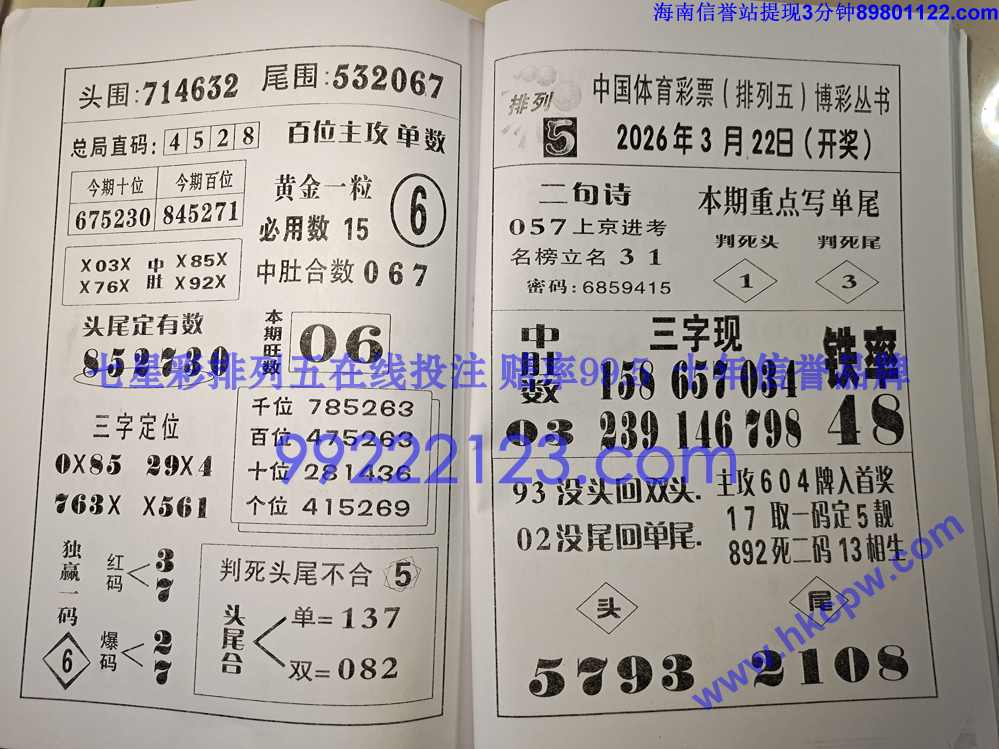 海南信誉站提现3分钟89801122.com
头围:714632 尾围:532067
总局直码: 4 5 2 8 百位主攻单数
今期十位 今期百位
675230 845271
黄金一粒 6
必用数 15
X03X 中肚 X85X
X76X X92X
中肚合数 067
头尾定有数
852730
本期旺数 06
三字定位
0X85 29X4
763X X561
千位 785263
百位 475263
十位 281436
个位 415269
独赢一码 6
红码 3 7
爆码 2 7
判死头尾不合 5
头尾合 单=137
双=082
排列5
中国体育彩票(排列五)博彩丛书
2026年3月22日(开奖)
二句诗
057上京进考
名榜立名 3 1
密码:6859415
本期重点写单尾
判死头 判死尾
1 3
中肚数 03
三字现
158 657 034
239 146 798
铁率 48
93没头回双头.
02没尾回单尾.
主攻604牌入首奖
17 取一码定5靓
892死二码13相生
头 尾
5793 2108
七星彩排列五在线投注 赔率99.5 十年信誉品牌
99222123.com
www.hkcpw.com